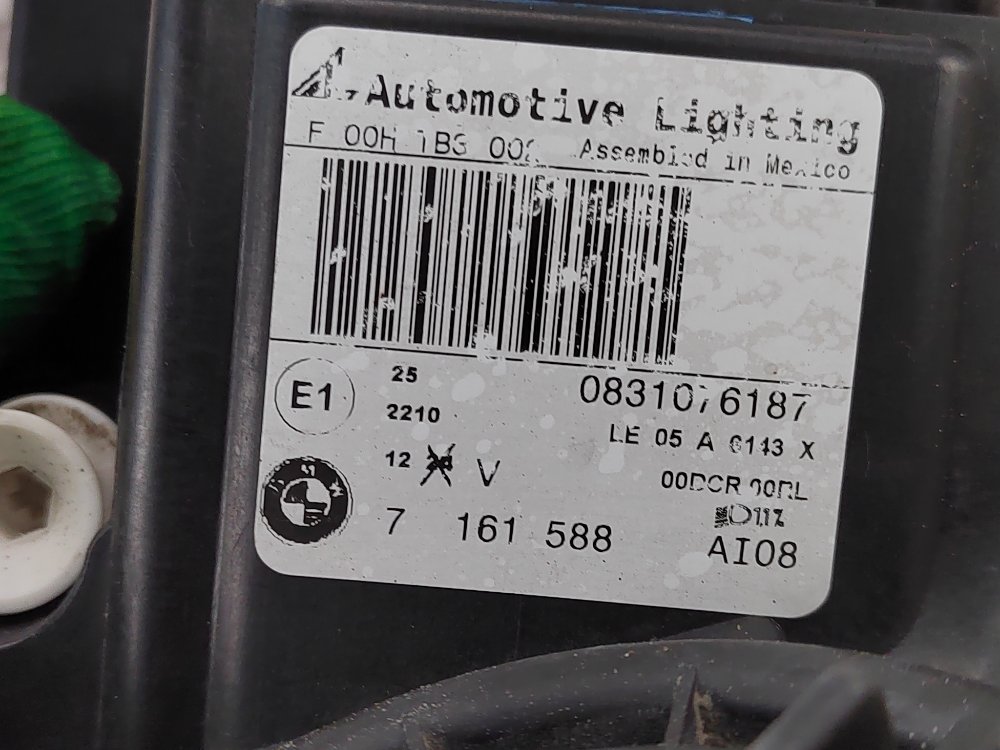 Automotive Lighting
F 00H 1B3 Assembled in Mexico
E1
25
2210
0831076187
LE 05 A 6143 X
12 V
00DCR 00RL
7 161 588
AI08